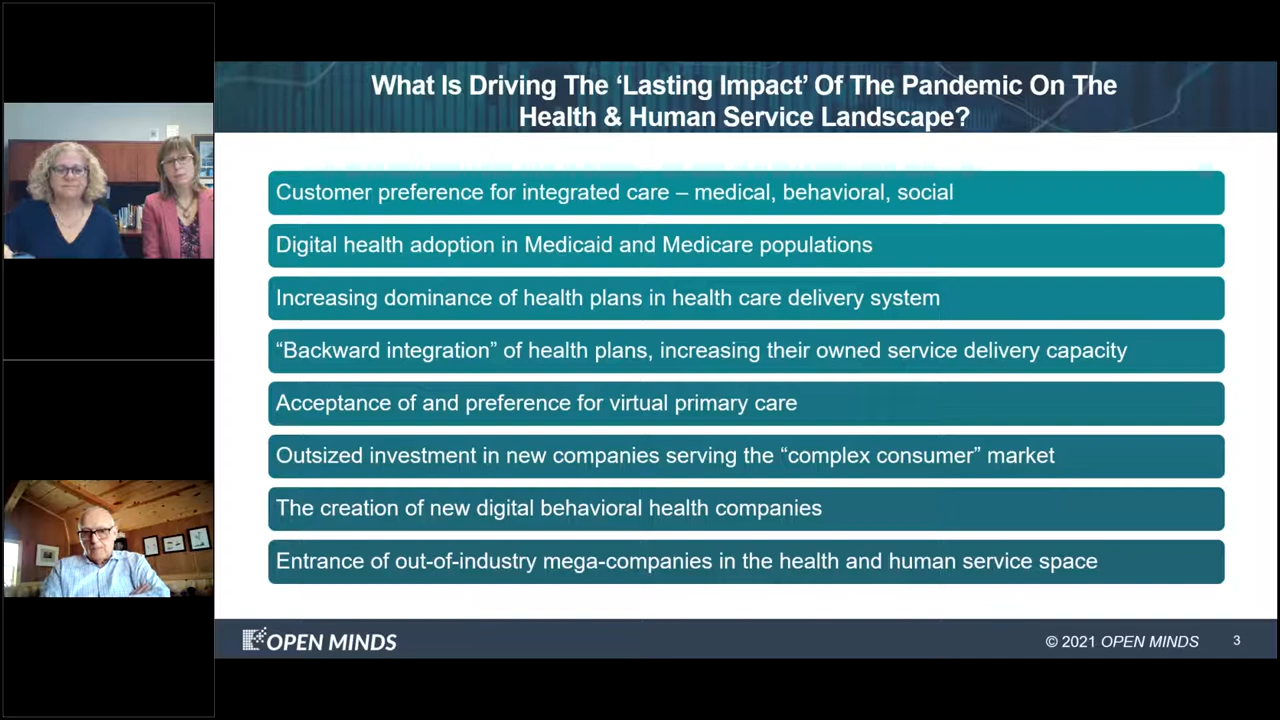 What Is Driving The ‘Lasting Impact’ Of The Pandemic On The
Health & Human Service Landscape?
Customer preference for integrated care – medical, behavioral, social
Digital health adoption in Medicaid and Medicare populations
Increasing dominance of health plans in health care delivery system
“Backward integration” of health plans, increasing their owned service delivery capacity
Acceptance of and preference for virtual primary care
Outsized investment in new companies serving the “complex consumer” market
The creation of new digital behavioral health companies
Entrance of out-of-industry mega-companies in the health and human service space
OPEN MINDS
© 2021 OPEN MINDS
3